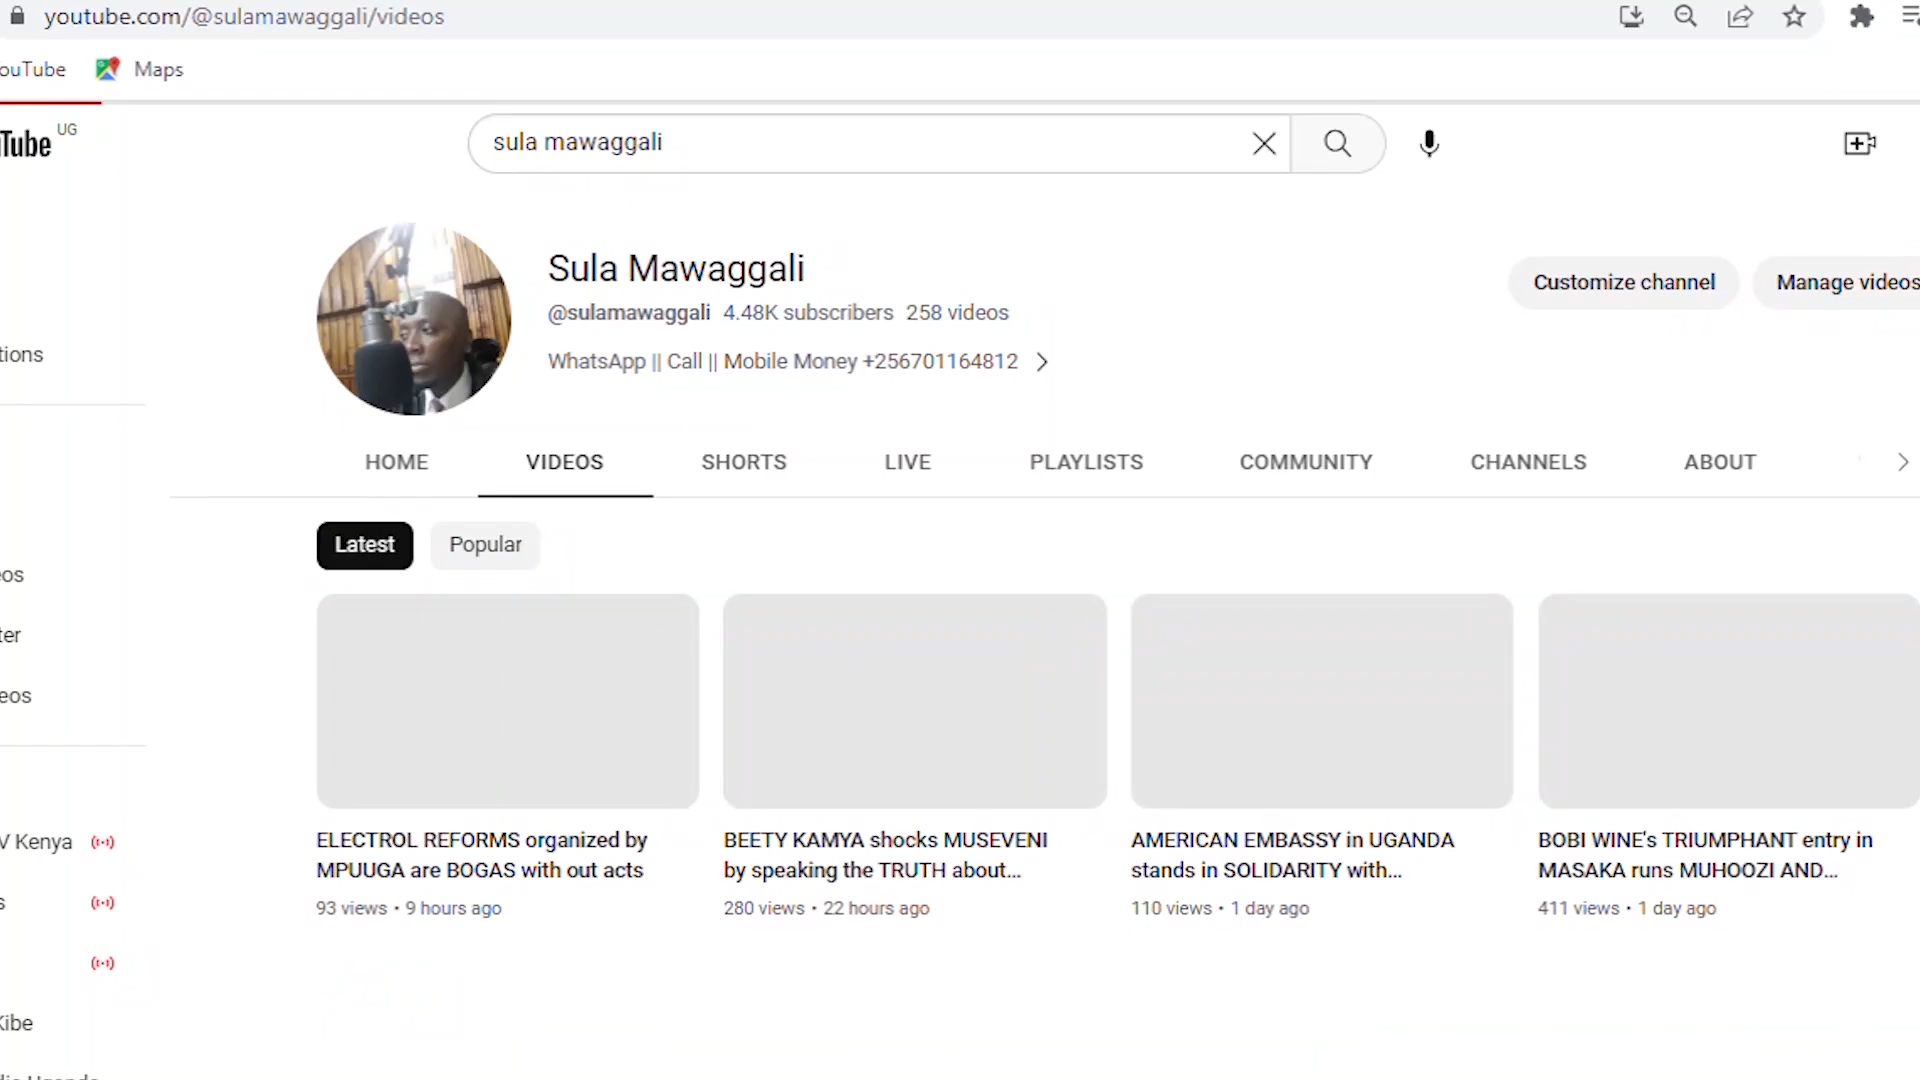 youtube.com/@sulamawaggali/videos
ouTube Maps
Tube UG
sula mawaggali
Sula Mawaggali
@sulamawaggali 4.48K subscribers 258 videos
WhatsApp || Call || Mobile Money +256701164812
Customize channel Manage videos
tions
HOME VIDEOS SHORTS LIVE PLAYLISTS COMMUNITY CHANNELS ABOUT
Latest Popular
eos
ter
eos
V Kenya
s
Kibe
ELECTROL REFORMS organized by
MPUUGA are BOGAS with out acts
93 views • 9 hours ago
BEETY KAMYA shocks MUSEVENI
by speaking the TRUTH about...
280 views • 22 hours ago
AMERICAN EMBASSY in UGANDA
stands in SOLIDARITY with...
110 views • 1 day ago
BOBI WINE's TRIUMPHANT entry in
MASAKA runs MUHOOZI AND...
411 views • 1 day ago